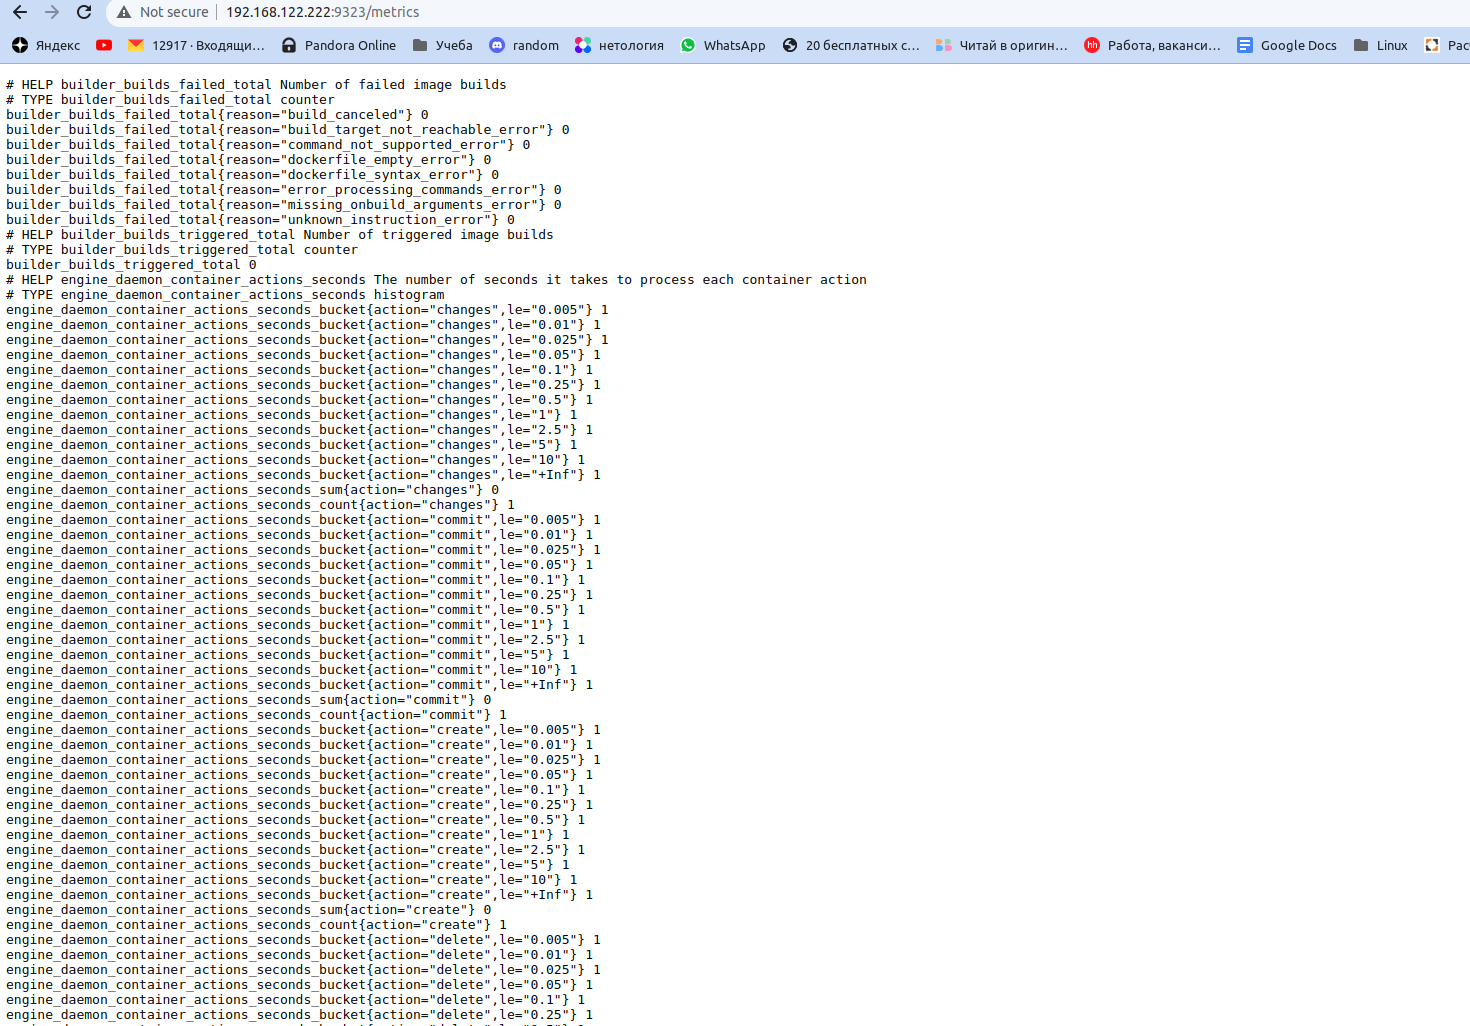 Not secure 192.168.122.222:9323/metrics
Яндекс 12917 · Входящи... Pandora Online Учеба random нетология WhatsApp 20 бесплатных с... Читай в оригин... hh Работа, ваканси... Google Docs Linux Рас
# HELP builder_builds_failed_total Number of failed image builds
# TYPE builder_builds_failed_total counter
builder_builds_failed_total{reason="build_canceled"} 0
builder_builds_failed_total{reason="build_target_not_reachable_error"} 0
builder_builds_failed_total{reason="command_not_supported_error"} 0
builder_builds_failed_total{reason="dockerfile_empty_error"} 0
builder_builds_failed_total{reason="dockerfile_syntax_error"} 0
builder_builds_failed_total{reason="error_processing_commands_error"} 0
builder_builds_failed_total{reason="missing_onbuild_arguments_error"} 0
builder_builds_failed_total{reason="unknown_instruction_error"} 0
# HELP builder_builds_triggered_total Number of triggered image builds
# TYPE builder_builds_triggered_total counter
builder_builds_triggered_total 0
# HELP engine_daemon_container_actions_seconds The number of seconds it takes to process each container action
# TYPE engine_daemon_container_actions_seconds histogram
engine_daemon_container_actions_seconds_bucket{action="changes",le="0.005"} 1
engine_daemon_container_actions_seconds_bucket{action="changes",le="0.01"} 1
engine_daemon_container_actions_seconds_bucket{action="changes",le="0.025"} 1
engine_daemon_container_actions_seconds_bucket{action="changes",le="0.05"} 1
engine_daemon_container_actions_seconds_bucket{action="changes",le="0.1"} 1
engine_daemon_container_actions_seconds_bucket{action="changes",le="0.25"} 1
engine_daemon_container_actions_seconds_bucket{action="changes",le="0.5"} 1
engine_daemon_container_actions_seconds_bucket{action="changes",le="1"} 1
engine_daemon_container_actions_seconds_bucket{action="changes",le="2.5"} 1
engine_daemon_container_actions_seconds_bucket{action="changes",le="5"} 1
engine_daemon_container_actions_seconds_bucket{action="changes",le="10"} 1
engine_daemon_container_actions_seconds_bucket{action="changes",le="+Inf"} 1
engine_daemon_container_actions_seconds_sum{action="changes"} 0
engine_daemon_container_actions_seconds_count{action="changes"} 1
engine_daemon_container_actions_seconds_bucket{action="commit",le="0.005"} 1
engine_daemon_container_actions_seconds_bucket{action="commit",le="0.01"} 1
engine_daemon_container_actions_seconds_bucket{action="commit",le="0.025"} 1
engine_daemon_container_actions_seconds_bucket{action="commit",le="0.05"} 1
engine_daemon_container_actions_seconds_bucket{action="commit",le="0.1"} 1
engine_daemon_container_actions_seconds_bucket{action="commit",le="0.25"} 1
engine_daemon_container_actions_seconds_bucket{action="commit",le="0.5"} 1
engine_daemon_container_actions_seconds_bucket{action="commit",le="1"} 1
engine_daemon_container_actions_seconds_bucket{action="commit",le="2.5"} 1
engine_daemon_container_actions_seconds_bucket{action="commit",le="5"} 1
engine_daemon_container_actions_seconds_bucket{action="commit",le="10"} 1
engine_daemon_container_actions_seconds_bucket{action="commit",le="+Inf"} 1
engine_daemon_container_actions_seconds_sum{action="commit"} 0
engine_daemon_container_actions_seconds_count{action="commit"} 1
engine_daemon_container_actions_seconds_bucket{action="create",le="0.005"} 1
engine_daemon_container_actions_seconds_bucket{action="create",le="0.01"} 1
engine_daemon_container_actions_seconds_bucket{action="create",le="0.025"} 1
engine_daemon_container_actions_seconds_bucket{action="create",le="0.05"} 1
engine_daemon_container_actions_seconds_bucket{action="create",le="0.1"} 1
engine_daemon_container_actions_seconds_bucket{action="create",le="0.25"} 1
engine_daemon_container_actions_seconds_bucket{action="create",le="0.5"} 1
engine_daemon_container_actions_seconds_bucket{action="create",le="1"} 1
engine_daemon_container_actions_seconds_bucket{action="create",le="2.5"} 1
engine_daemon_container_actions_seconds_bucket{action="create",le="5"} 1
engine_daemon_container_actions_seconds_bucket{action="create",le="10"} 1
engine_daemon_container_actions_seconds_bucket{action="create",le="+Inf"} 1
engine_daemon_container_actions_seconds_sum{action="create"} 0
engine_daemon_container_actions_seconds_count{action="create"} 1
engine_daemon_container_actions_seconds_bucket{action="delete",le="0.005"} 1
engine_daemon_container_actions_seconds_bucket{action="delete",le="0.01"} 1
engine_daemon_container_actions_seconds_bucket{action="delete",le="0.025"} 1
engine_daemon_container_actions_seconds_bucket{action="delete",le="0.05"} 1
engine_daemon_container_actions_seconds_bucket{action="delete",le="0.1"} 1
engine_daemon_container_actions_seconds_bucket{action="delete",le="0.25"} 1